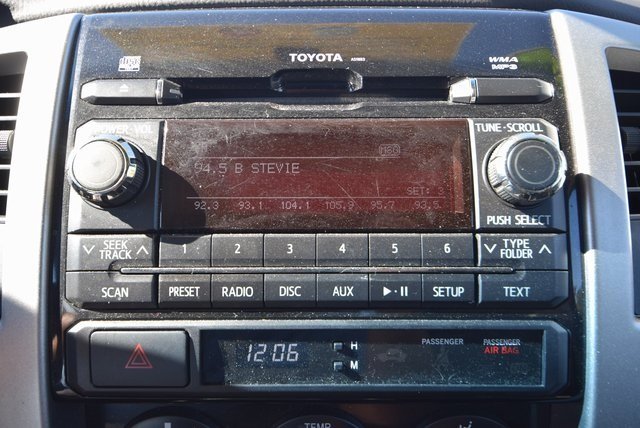 TOYOTA
WMA
MP3
POWER·VOL
TUNE·SCROLL
94.5 B STEVIE
SET: 3
92.3 93.1 104.1 105.9 95.7 93.5
PUSH SELECT
SEEK
TRACK
1 2 3 4 5 6
TYPE
FOLDER
SCAN PRESET RADIO DISC AUX SETUP TEXT
12:06
H
M
PASSENGER
PASSENGER
AIR BAG
TEMP